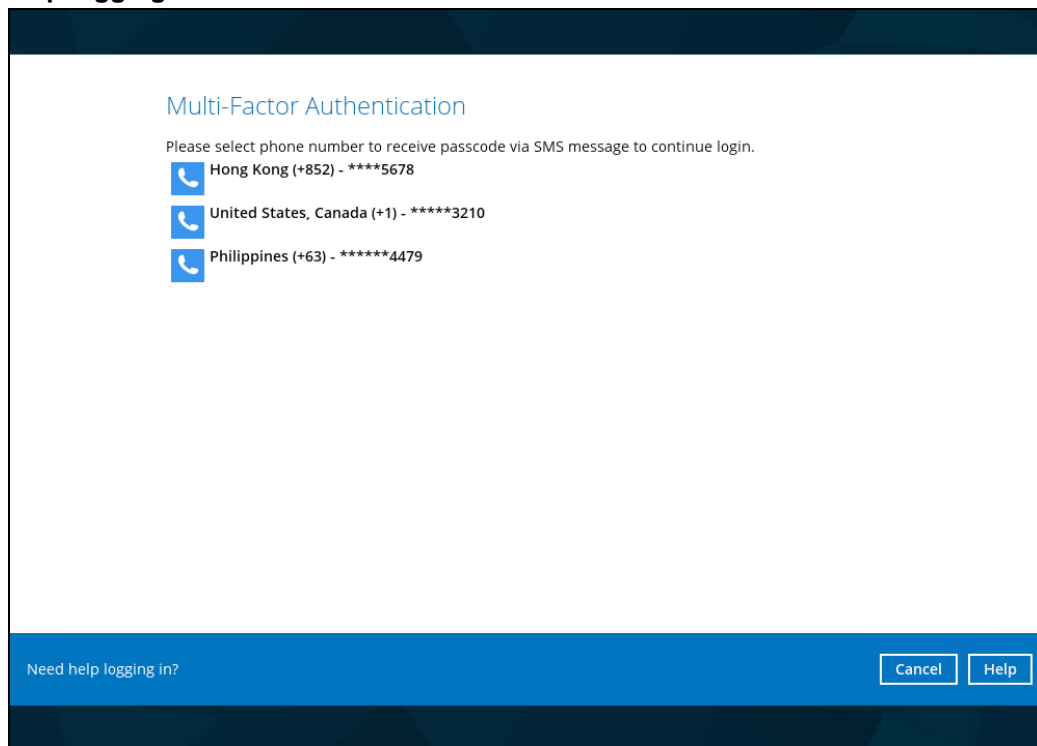 Multi-Factor Authentication
Please select phone number to receive passcode via SMS message to continue login.
Hong Kong (+852) - ****5678
United States, Canada (+1) - *****3210
Philippines (+63) - ******4479
Need help logging in?
Cancel
Help